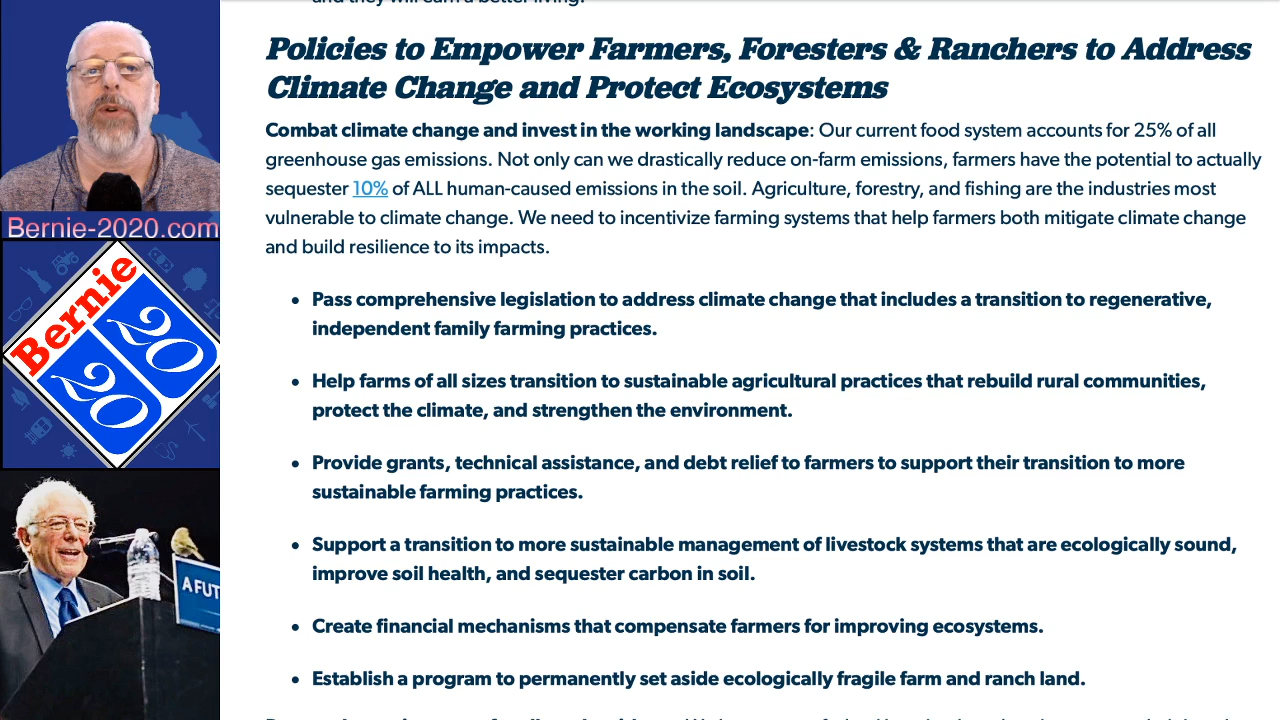 and they will earn a better living.
Policies to Empower Farmers, Foresters & Ranchers to Address
Climate Change and Protect Ecosystems
Combat climate change and invest in the working landscape: Our current food system accounts for 25% of all
greenhouse gas emissions. Not only can we drastically reduce on-farm emissions, farmers have the potential to actually
sequester 10% of ALL human-caused emissions in the soil. Agriculture, forestry, and fishing are the industries most
vulnerable to climate change. We need to incentivize farming systems that help farmers both mitigate climate change
and build resilience to its impacts.
• Pass comprehensive legislation to address climate change that includes a transition to regenerative,
independent family farming practices.
• Help farms of all sizes transition to sustainable agricultural practices that rebuild rural communities,
protect the climate, and strengthen the environment.
• Provide grants, technical assistance, and debt relief to farmers to support their transition to more
sustainable farming practices.
• Support a transition to more sustainable management of livestock systems that are ecologically sound,
improve soil health, and sequester carbon in soil.
• Create financial mechanisms that compensate farmers for improving ecosystems.
• Establish a program to permanently set aside ecologically fragile farm and ranch land.
Bernie-2020.com
Bernie
20
20
A FUT